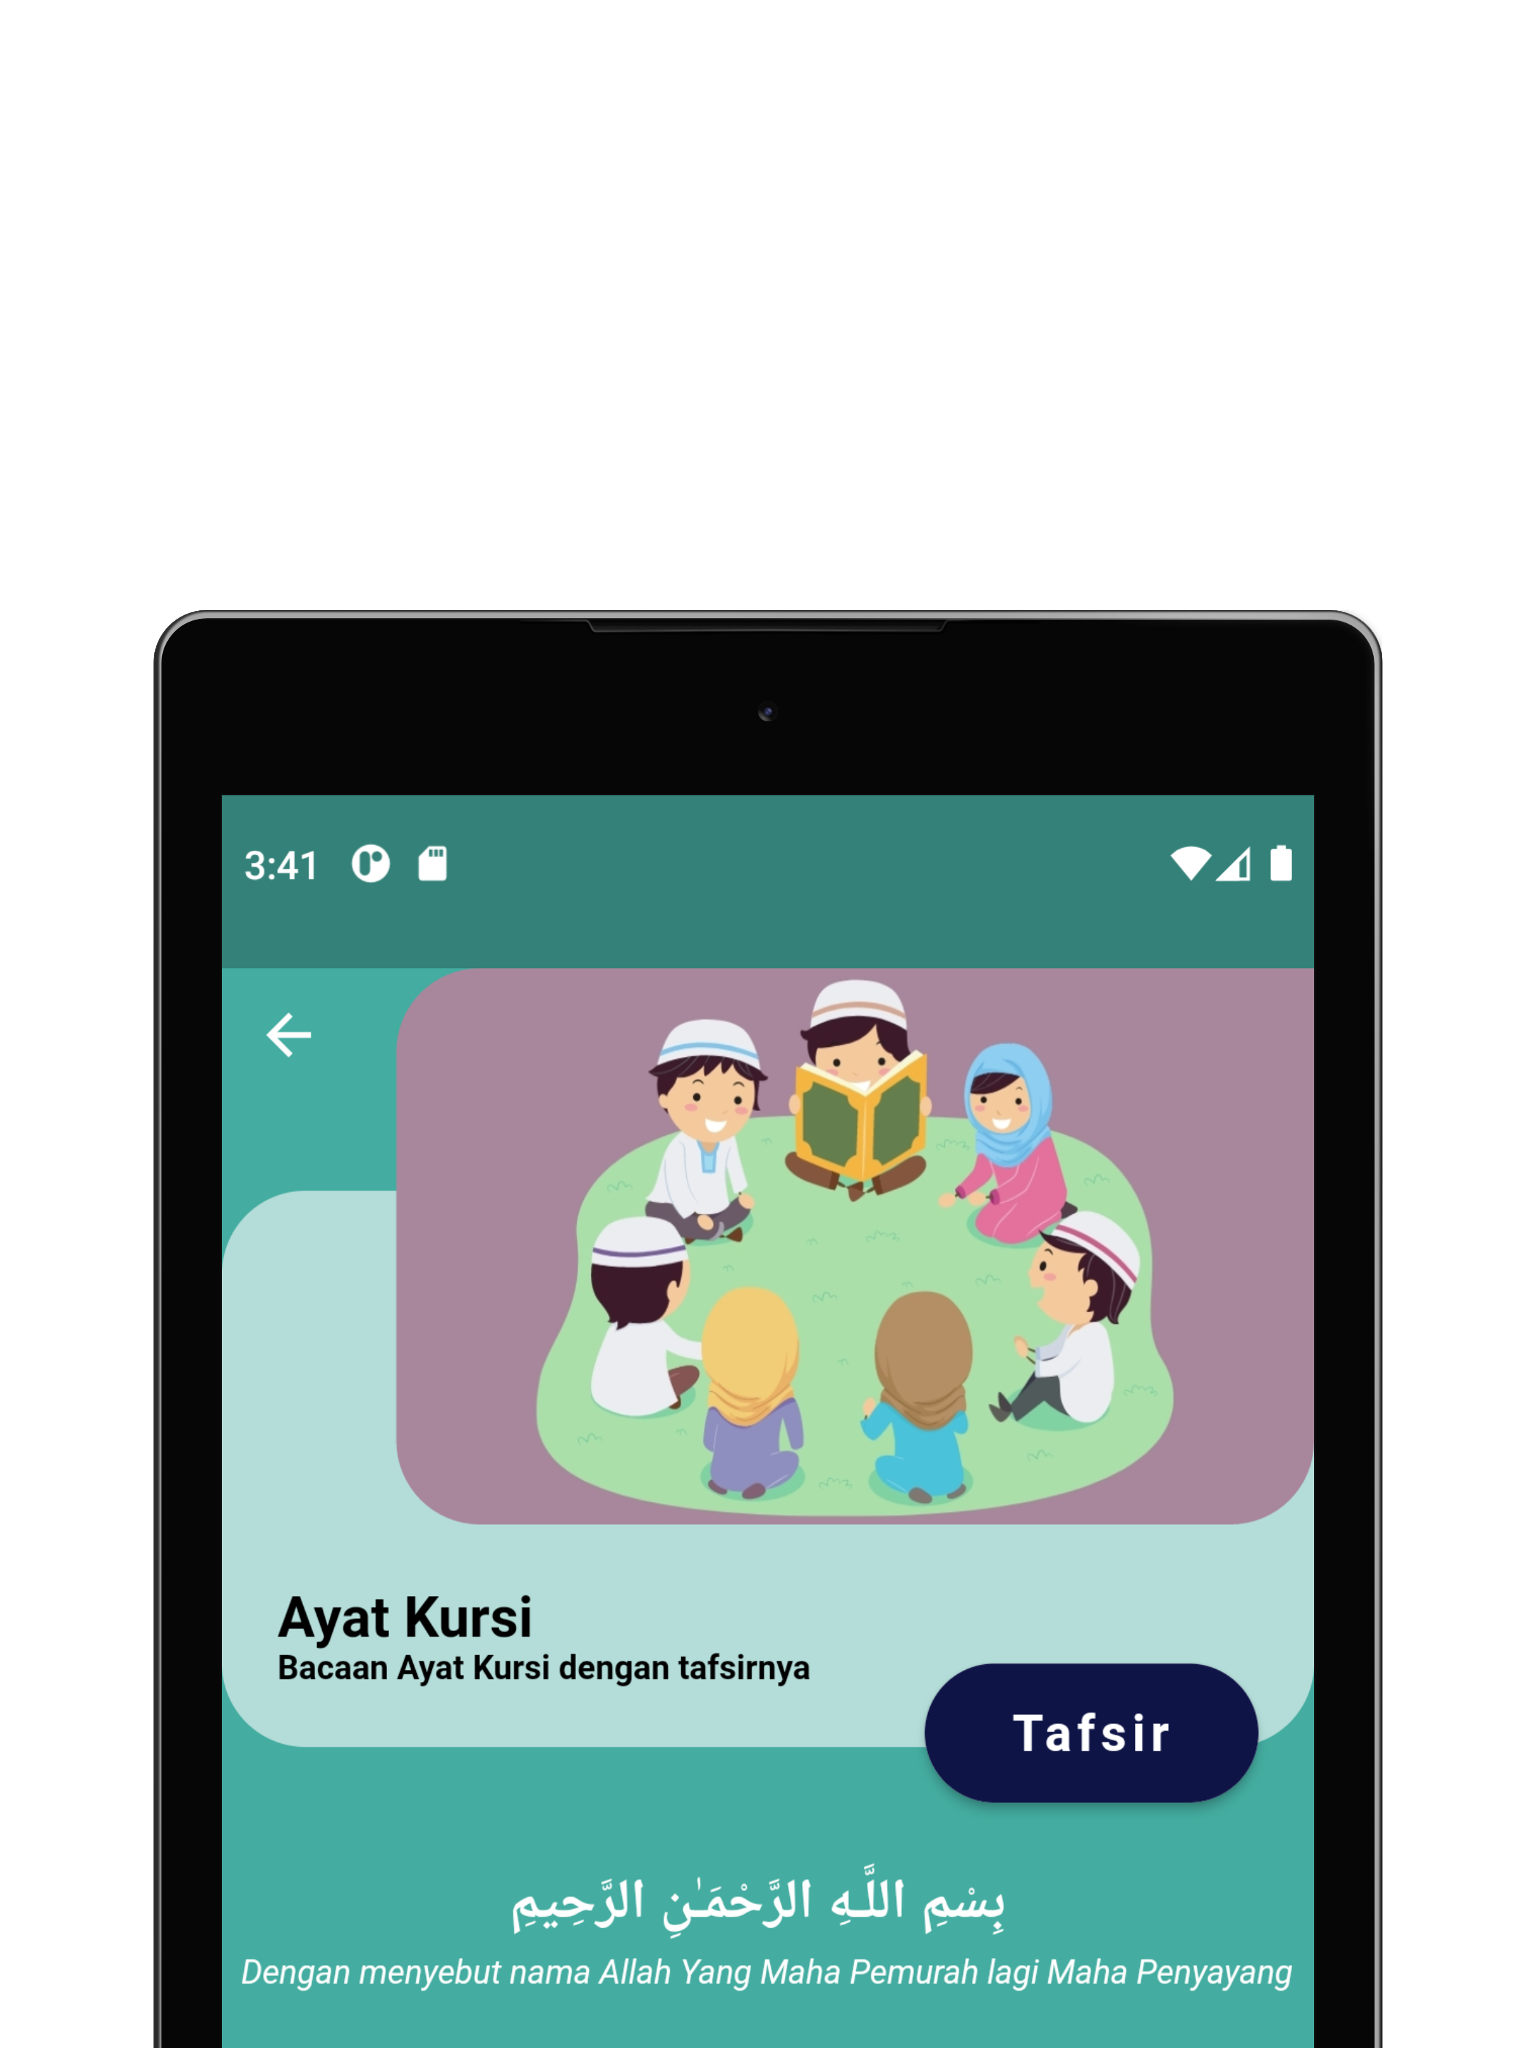 3:41
Ayat Kursi
Bacaan Ayat Kursi dengan tafsirnya
Tafsir
بِسْمِ اللَّـهِ الرَّحْمَـٰنِ الرَّحِيمِ
Dengan menyebut nama Allah Yang Maha Pemurah lagi Maha Penyayang